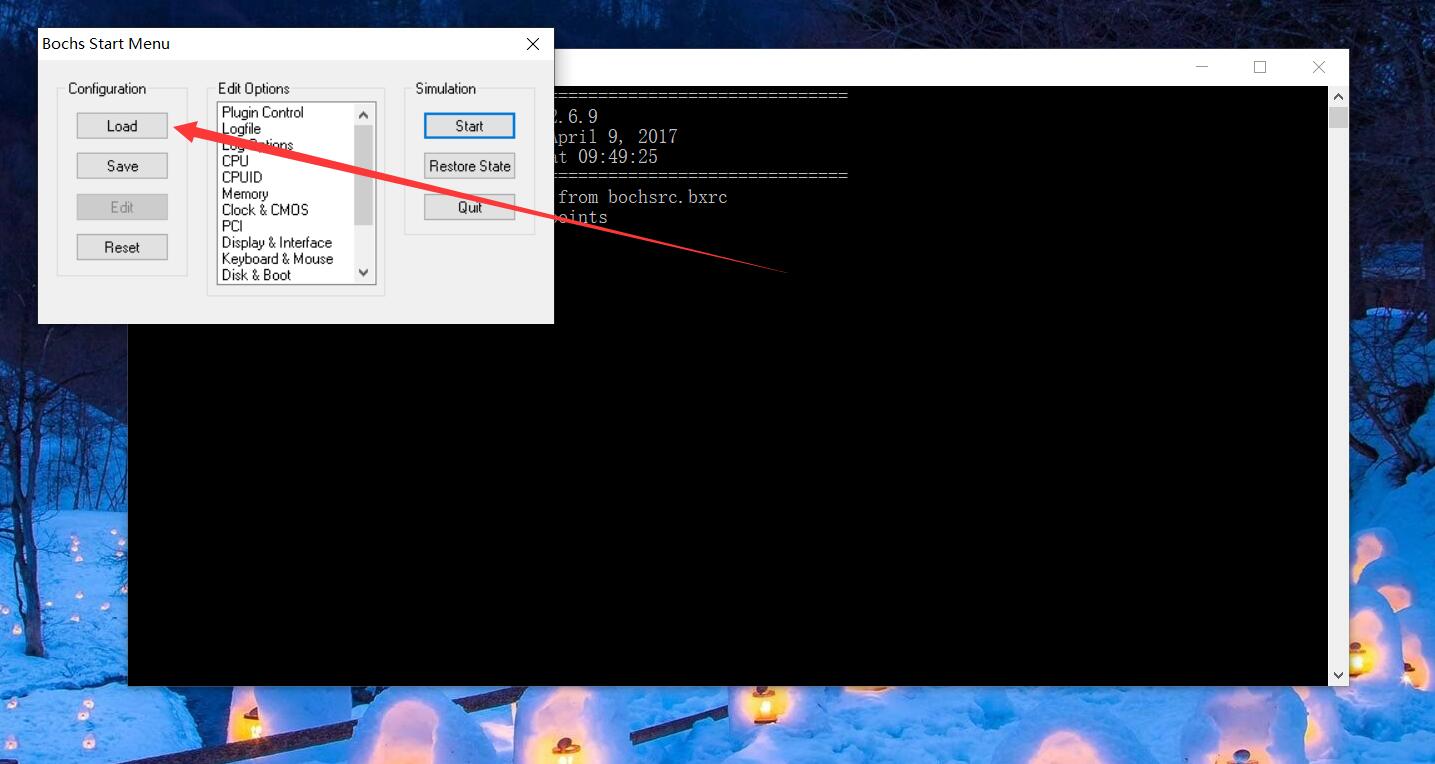 Bochs Start Menu
Configuration
Load
Save
Edit
Reset
Edit Options
Plugin Control
Logfile
Log Options
CPU
CPUID
Memory
Clock & CMOS
PCI
Display & Interface
Keyboard & Mouse
Disk & Boot
Simulation
Start
Restore State
Quit
==============================
2.6.9
April 9, 2017
at 09:49:25
==============================
from bochsrc.bxrc
points